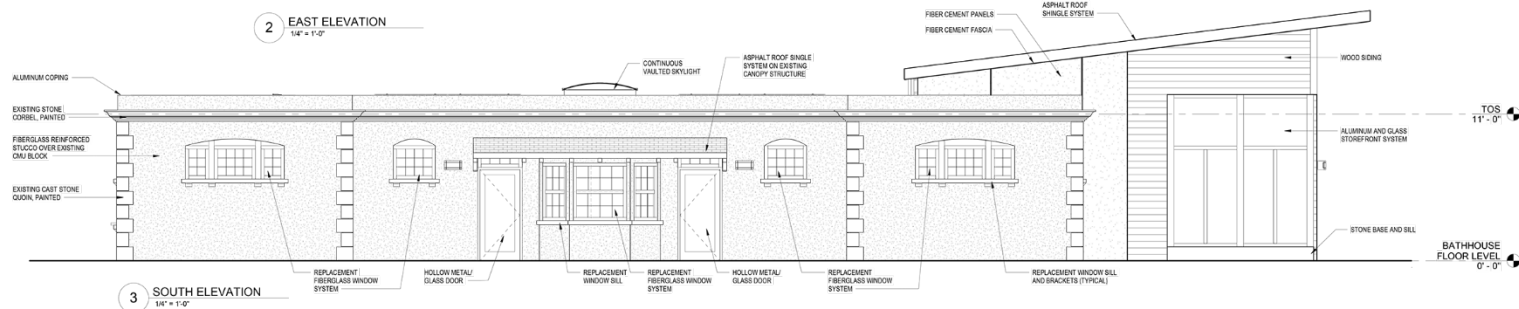 2
EAST ELEVATION
1/4" = 1'-0"
ALUMINUM COPING
EXISTING STONE
CORBEL, PAINTED
FIBERGLASS REINFORCED
STUCCO OVER EXISTING
CMU BLOCK
EXISTING CAST STONE
QUOIN, PAINTED
CONTINUOUS
VAULTED SKYLIGHT
ASPHALT ROOF SINGLE
SYSTEM ON EXISTING
CANOPY STRUCTURE
FIBER CEMENT PANELS
FIBER CEMENT FASCIA
ASPHALT ROOF
SHINGLE SYSTEM
WOOD SIDING
TOS
11' - 0"
ALUMINUM AND GLASS
STOREFRONT SYSTEM
STONE BASE AND SILL
BATHHOUSE
FLOOR LEVEL
0' - 0"
REPLACEMENT
FIBERGLASS WINDOW
SYSTEM
HOLLOW METAL/
GLASS DOOR
REPLACEMENT
WINDOW SILL
REPLACEMENT
FIBERGLASS WINDOW
SYSTEM
HOLLOW METAL/
GLASS DOOR
REPLACEMENT
FIBERGLASS WINDOW
SYSTEM
REPLACEMENT WINDOW SILL
AND BRACKETS (TYPICAL)
3
SOUTH ELEVATION
1/4" = 1'-0"